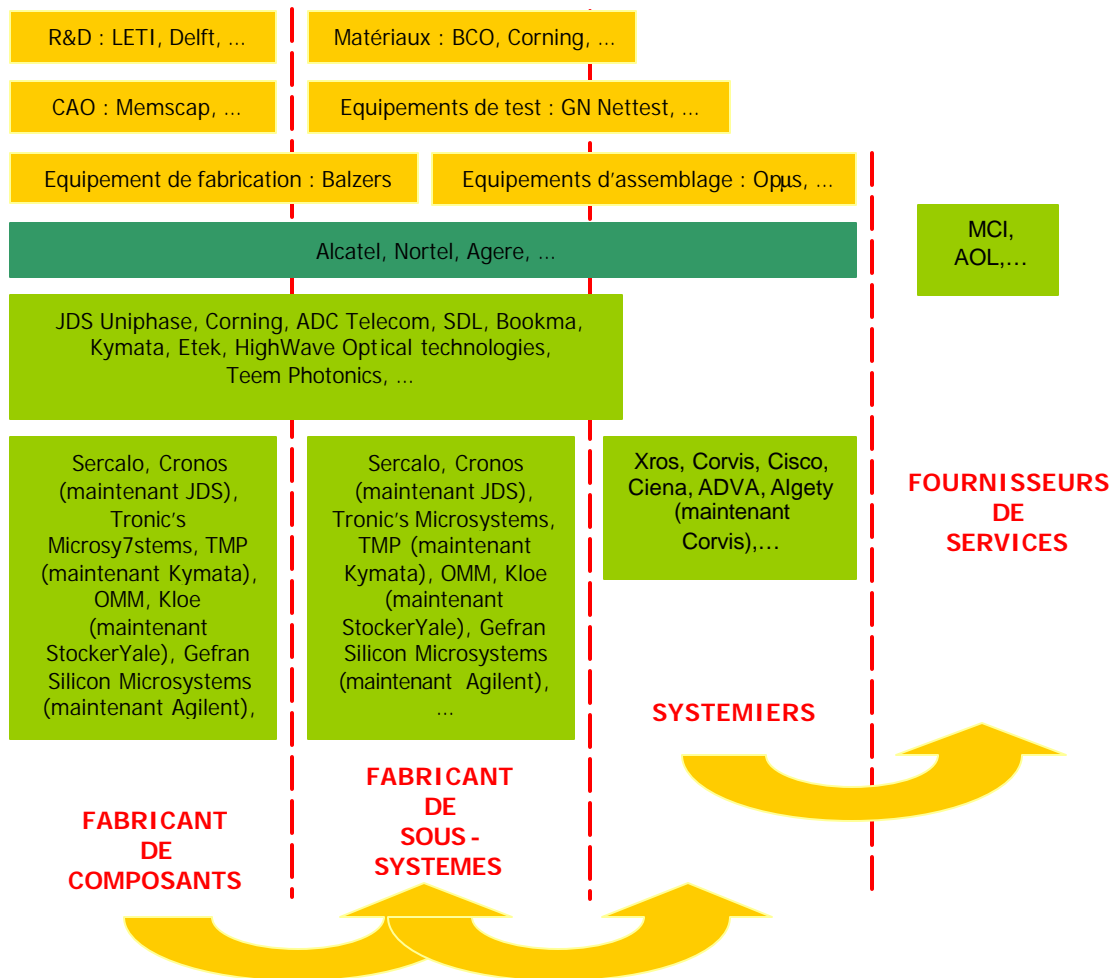 R&D : LETI, Delft, ...
Matériaux : BCO, Corning, ...
CAO : Memscap, ...
Equipements de test : GN Nettest, ...
Equipement de fabrication : Balzers
Equipements d'assemblage : Opµs, ...
Alcatel, Nortel, Agere, ...
MCI,
AOL,...
JDS Uniphase, Corning, ADC Telecom, SDL, Bookma,
Kymata, Etek, HighWave Optical technologies,
Teem Photonics, ...
Sercalo, Cronos
(maintenant JDS),
Tronic's
Microsy7stems, TMP
(maintenant Kymata),
OMM, Kloe
(maintenant
StockerYale), Gefran
Silicon Microsystems
(maintenant Agilent),
Sercalo, Cronos
(maintenant JDS),
Tronic's Microsystems,
TMP (maintenant
Kymata), OMM, Kloe
(maintenant
StockerYale), Gefran
Silicon Microsystems
(maintenant Agilent),
...
Xros, Corvis, Cisco,
Ciena, ADVA, Algety
(maintenant
Corvis),...
FOURNISSEURS
DE
SERVICES
SYSTEMIERS
FABRICANT
DE
SOUS -
SYSTEMES
FABRICANT
DE
COMPOSANTS